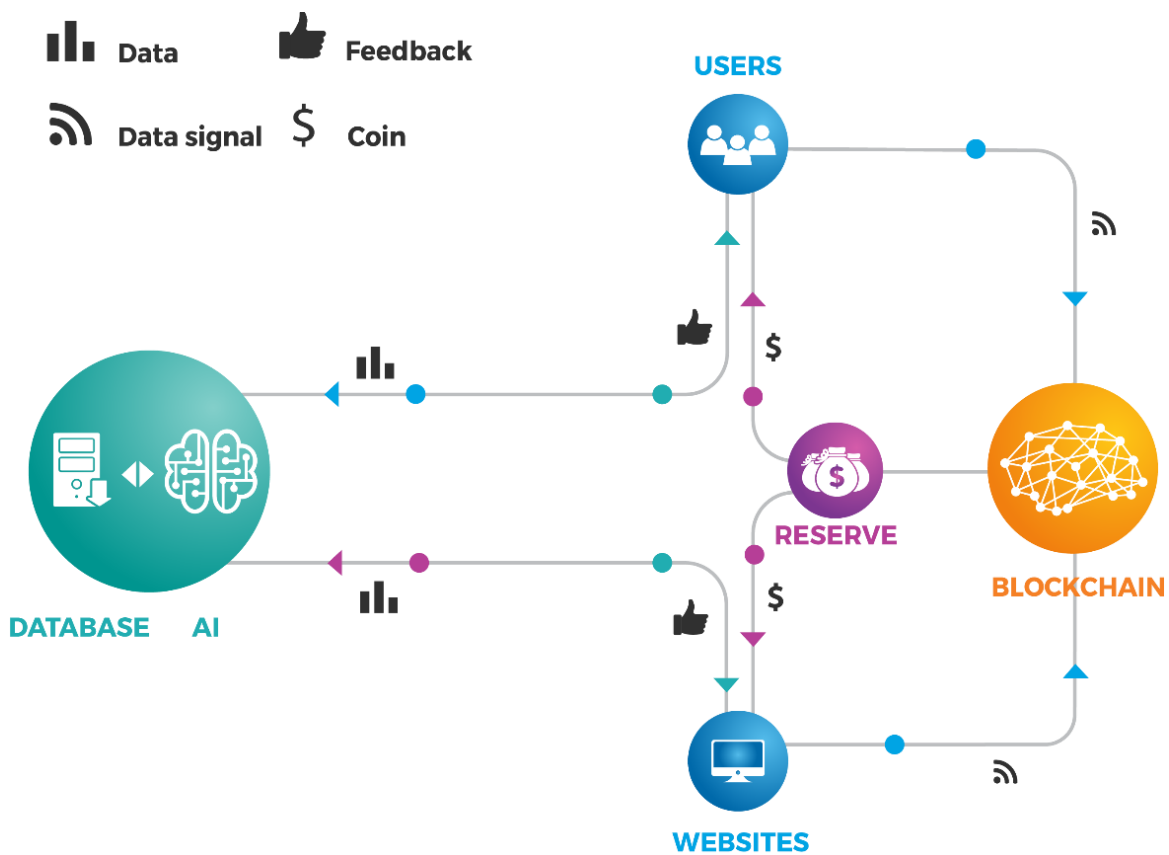 Data
Feedback
Data signal
$
Coin
USERS
$
$
RESERVE
$
BLOCKCHAIN
DATABASE
AI
WEBSITES